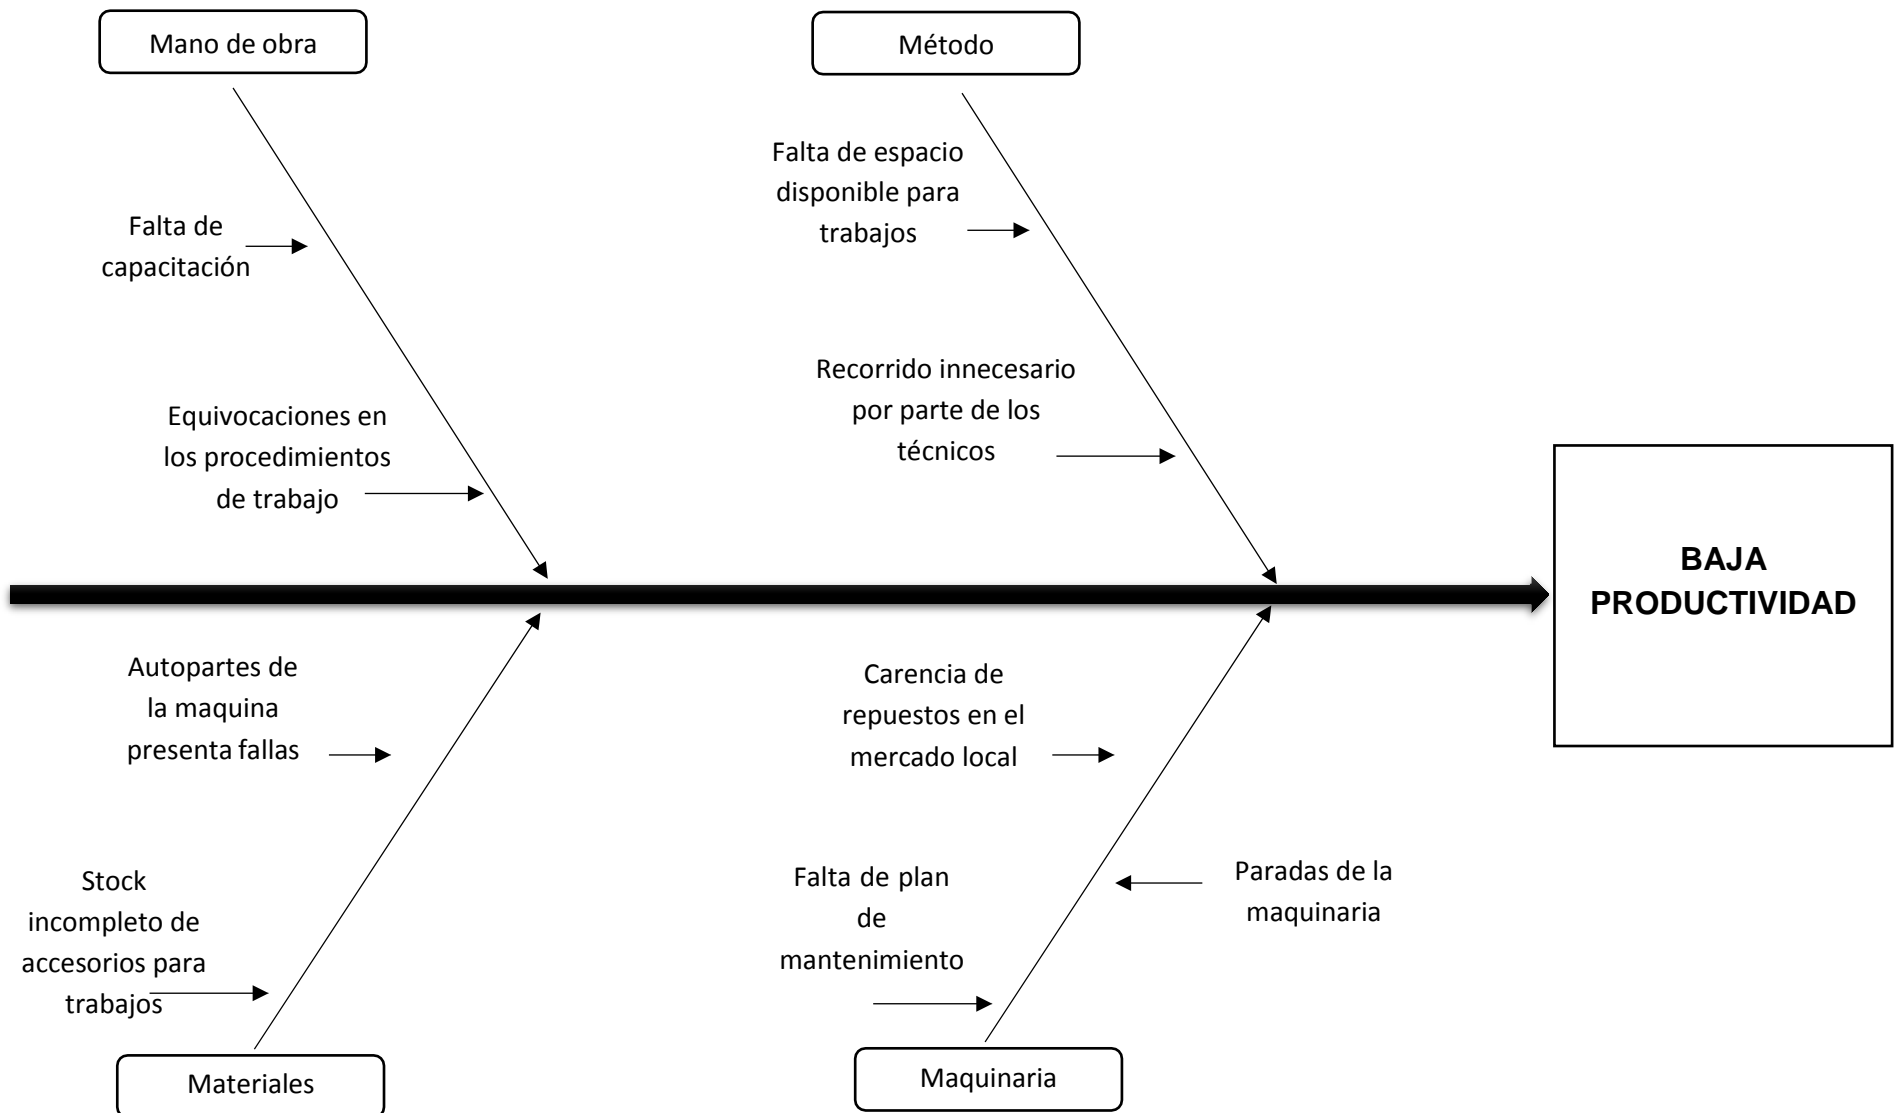 Mano de obra
Método
Falta de espacio
disponible para
trabajos
Falta de
capacitación
Recorrido innecesario
por parte de los
técnicos
Equivocaciones en
los procedimientos
de trabajo
BAJA
PRODUCTIVIDAD
Autopartes de
la maquina
presenta fallas
Carencia de
repuestos en el
mercado local
Stock
incompleto de
accesorios para
trabajos
Falta de plan
de
mantenimiento
Paradas de la
maquinaria
Materiales
Maquinaria